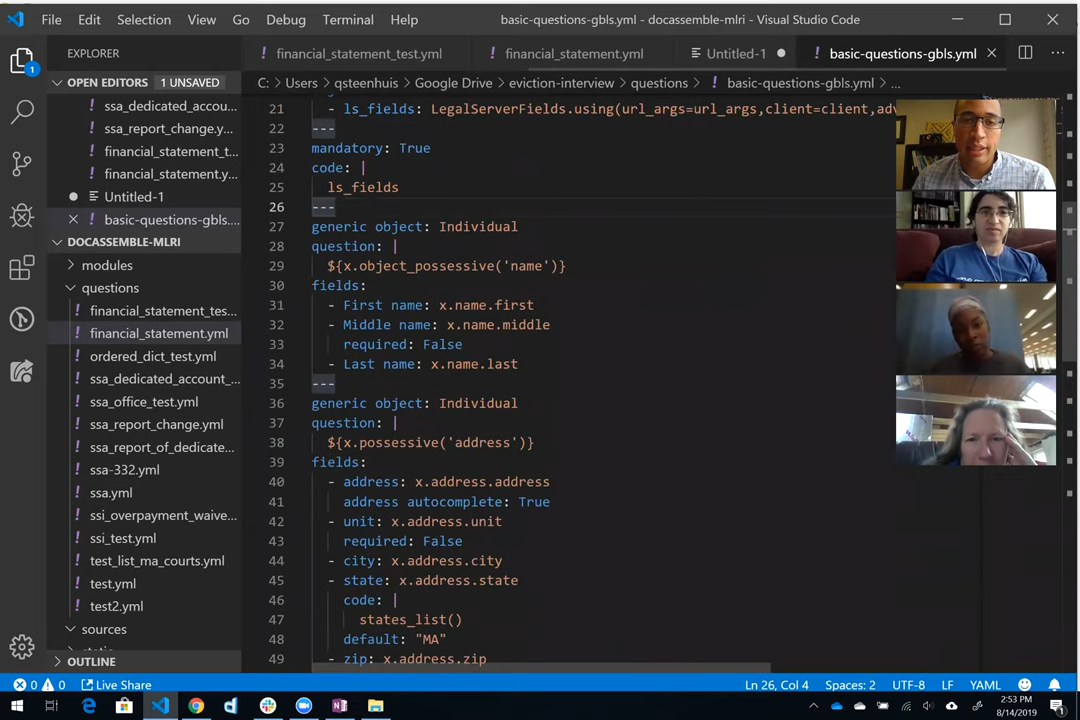 File Edit Selection View Go Debug Terminal Help basic-questions-gbls.yml - docassemble-mlri - Visual Studio Code
EXPLORER
financial_statement_test.yml financial_statement.yml Untitled-1 basic-questions-gbls.yml
OPEN EDITORS 1 UNSAVED
C: > Users > qsteenhuis > Google Drive > eviction-interview > questions > ! basic-questions-gbls.yml > ...
1
ssa_dedicated_accou...
ssa_report_change.y...
financial_statement_t...
financial_statement.y...
Untitled-1
basic-questions-gbls....
DOCASSEMBLE-MLRI
modules
questions
financial_statement_tes...
financial_statement.yml
ordered_dict_test.yml
ssa_dedicated_account_...
ssa_office_test.yml
ssa_report_change.yml
ssa_report_of_dedicate...
ssa-332.yml
ssa.yml
ssi_overpayment_waive...
ssi_test.yml
test_list_ma_courts.yml
test.yml
test2.yml
sources
OUTLINE
21 - ls_fields: LegalServerFields.using(url_args=url_args,client=client,adv
22 ---
23 mandatory: True
24 code: |
25 ls_fields
26 ---
27 generic object: Individual
28 question: |
29 ${x.object_possessive('name')}
30 fields:
31 - First name: x.name.first
32 - Middle name: x.name.middle
33 required: False
34 - Last name: x.name.last
35 ---
36 generic object: Individual
37 question: |
38 ${x.possessive('address')}
39 fields:
40 - address: x.address.address
41 address autocomplete: True
42 - unit: x.address.unit
43 required: False
44 - city: x.address.city
45 - state: x.address.state
46 code: |
47 states_list()
48 default: "MA"
49 - zip: x.address.zip
0 0 Live Share Ln 26, Col 4 Spaces: 2 UTF-8 LF YAML
2:53 PM
8/14/2019